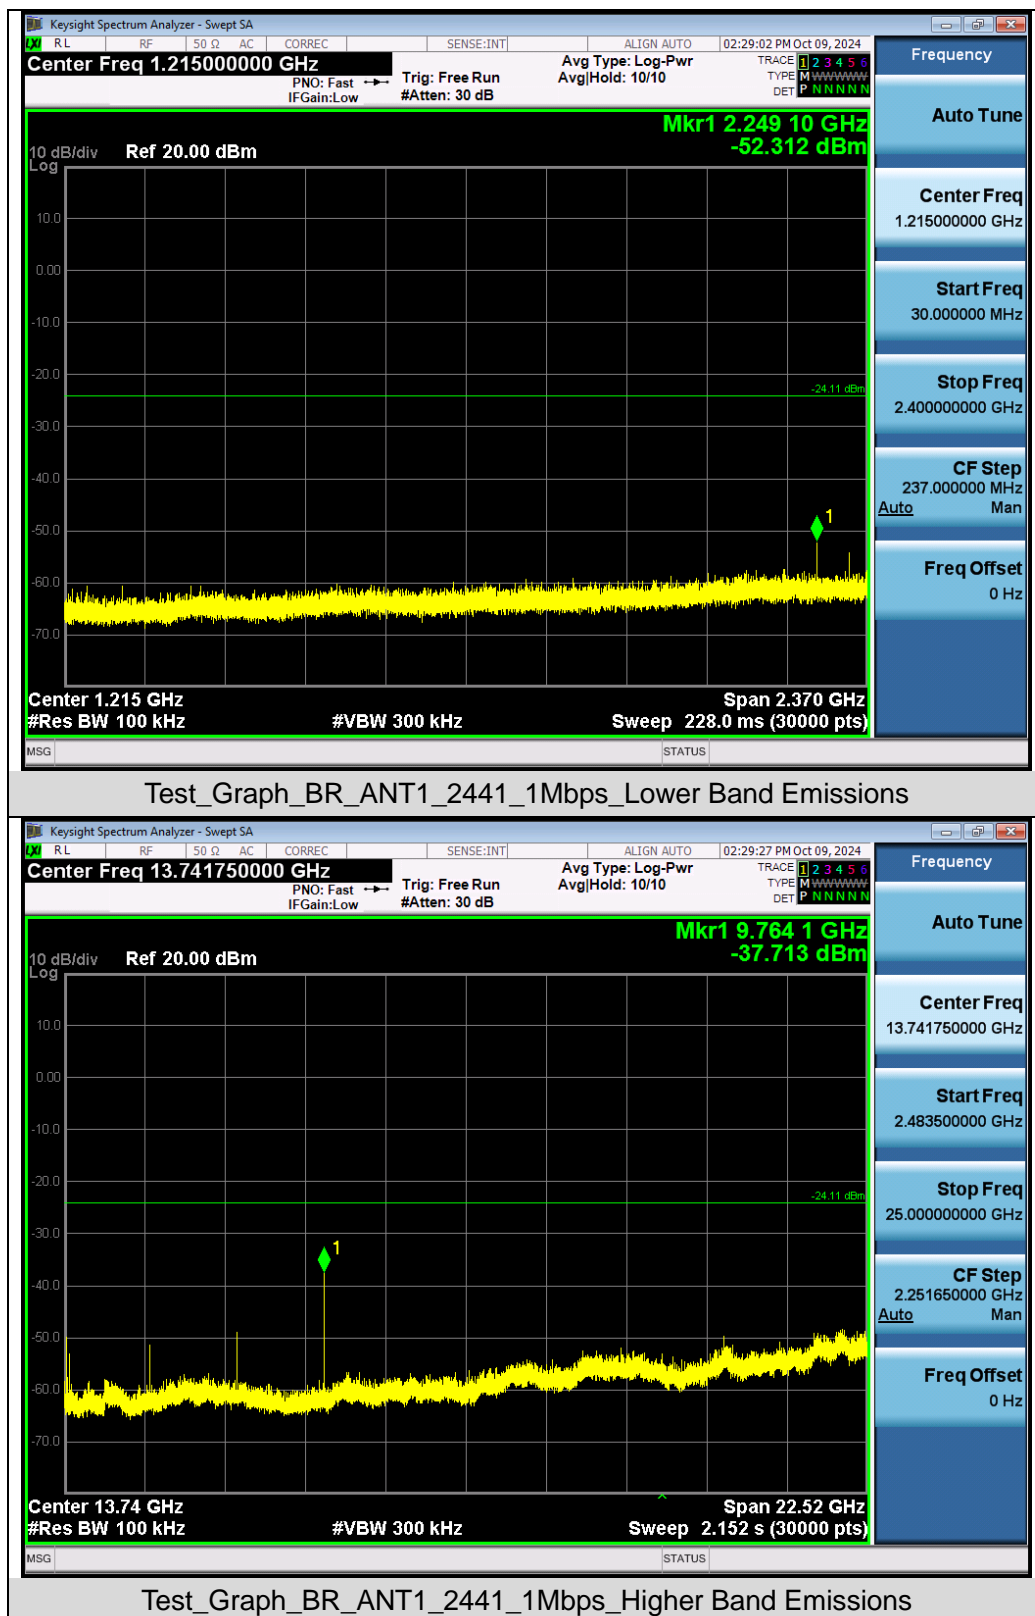 Keysight Spectrum Analyzer - Swept SA
LXI RL RF 50 Ω AC CORREC SENSE:INT ALIGN AUTO 02:29:02 PM Oct 09, 2024
Center Freq 1.215000000 GHz
PNO: Fast
IFGain:Low
Trig: Free Run
#Atten: 30 dB
Avg Type: Log-Pwr
Avg|Hold: 10/10
TRACE 1 2 3 4 5 6
TYPE M WWWWW
DET P N N N N N
Mkr1 2.249 10 GHz
-52.312 dBm
10 dB/div Ref 20.00 dBm
Log
10.0
0.00
-10.0
-20.0
-24.11 dBm
-30.0
-40.0
-50.0
1
-60.0
-70.0
Center 1.215 GHz Span 2.370 GHz
#Res BW 100 kHz #VBW 300 kHz Sweep 228.0 ms (30000 pts)
MSG STATUS
Frequency
Auto Tune
Center Freq
1.215000000 GHz
Start Freq
30.000000 MHz
Stop Freq
2.400000000 GHz
CF Step
237.000000 MHz
Auto Man
Freq Offset
0 Hz
Test_Graph_BR_ANT1_2441_1Mbps_Lower Band Emissions
Keysight Spectrum Analyzer - Swept SA
LXI RL RF 50 Ω AC CORREC SENSE:INT ALIGN AUTO 02:29:27 PM Oct 09, 2024
Center Freq 13.741750000 GHz
PNO: Fast
IFGain:Low
Trig: Free Run
#Atten: 30 dB
Avg Type: Log-Pwr
Avg|Hold: 10/10
TRACE 1 2 3 4 5 6
TYPE M WWWWW
DET P N N N N N
Mkr1 9.764 1 GHz
-37.713 dBm
10 dB/div Ref 20.00 dBm
Log
10.0
0.00
-10.0
-20.0
-24.11 dBm
-30.0
1
-40.0
-50.0
-60.0
-70.0
Center 13.74 GHz Span 22.52 GHz
#Res BW 100 kHz #VBW 300 kHz Sweep 2.152 s (30000 pts)
MSG STATUS
Frequency
Auto Tune
Center Freq
13.741750000 GHz
Start Freq
2.483500000 GHz
Stop Freq
25.000000000 GHz
CF Step
2.251650000 GHz
Auto Man
Freq Offset
0 Hz
Test_Graph_BR_ANT1_2441_1Mbps_Higher Band Emissions